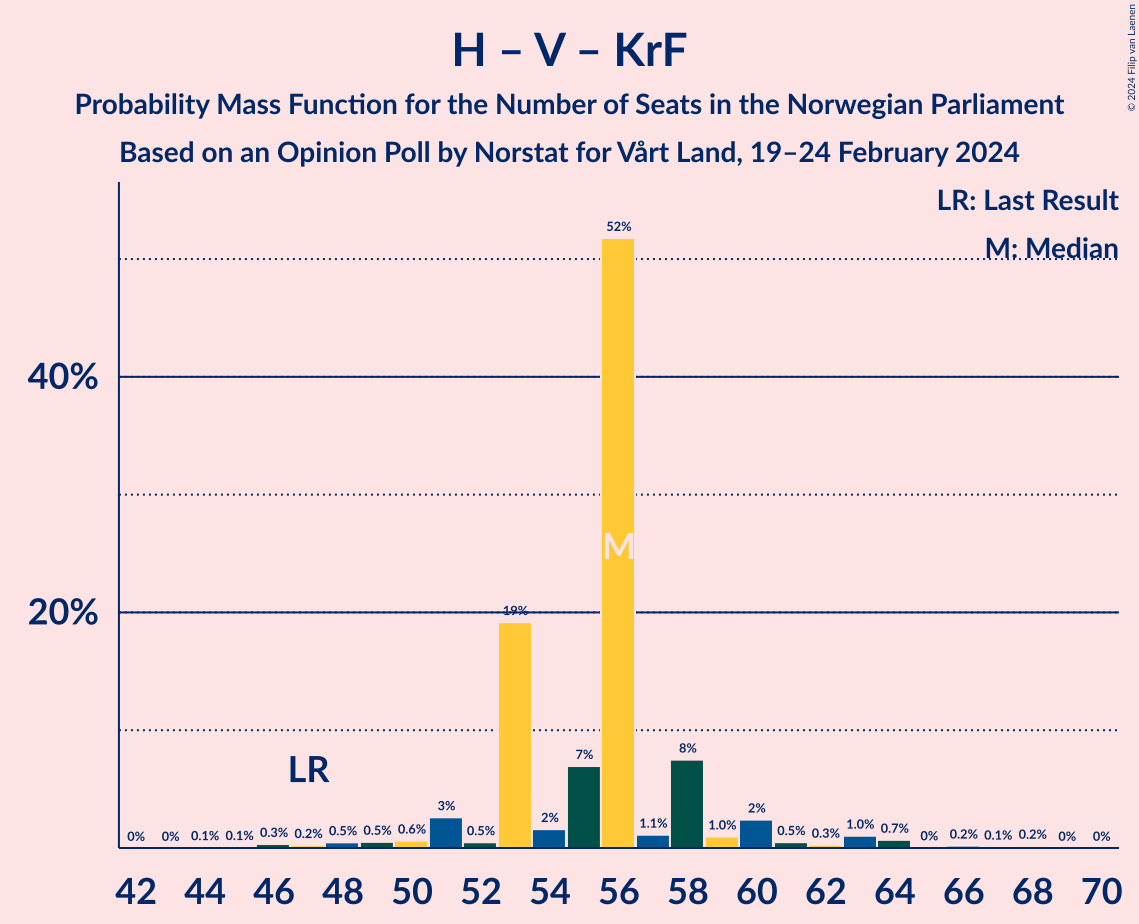 H – V – KrF
Probability Mass Function for the Number of Seats in the Norwegian Parliament
Based on an Opinion Poll by Norstat for Vårt Land, 19–24 February 2024
© 2024 Filip van Laenen
LR: Last Result
M: Median
40%
20%
52%
19%
M
LR
0% 0% 0.1% 0.1% 0.3% 0.2% 0.5% 0.5% 0.6% 3% 0.5% 2% 7% 1.1% 8% 1.0% 2% 0.5% 0.3% 1.0% 0.7% 0% 0.2% 0.1% 0.2% 0% 0%
42 44 46 48 50 52 54 56 58 60 62 64 66 68 70